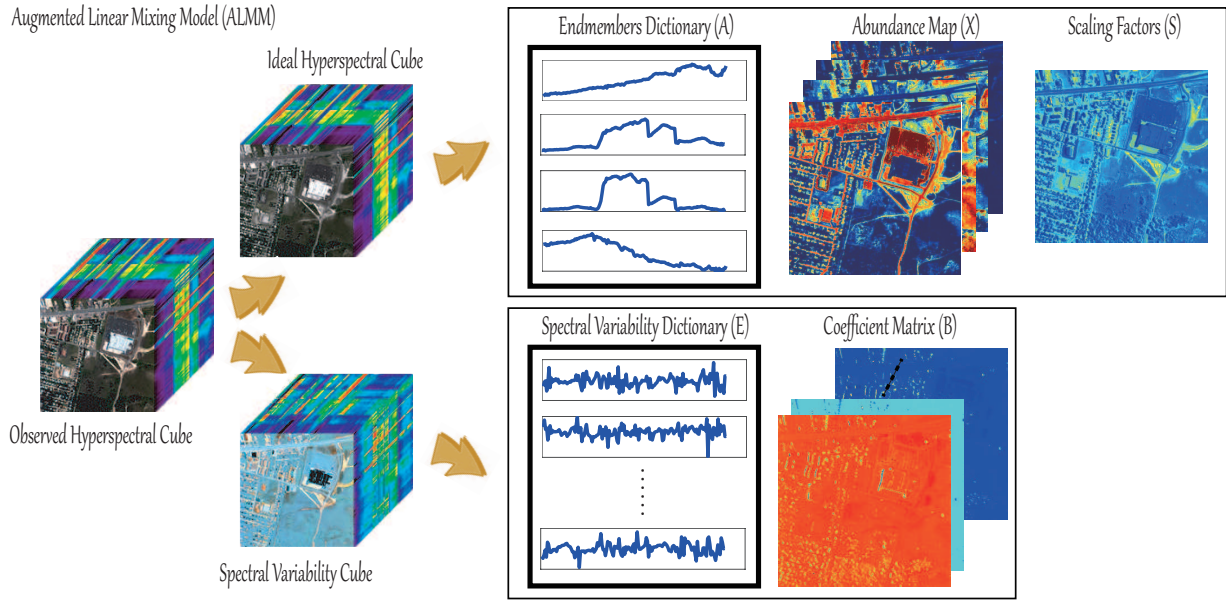 Augmented Linear Mixing Model (ALMM)
Ideal Hyperspectral Cube
Observed Hyperspectral Cube
Spectral Variability Cube
Endmembers Dictionary (A)
Abundance Map (X)
Scaling Factors (S)
Spectral Variability Dictionary (E)
Coefficient Matrix (B)